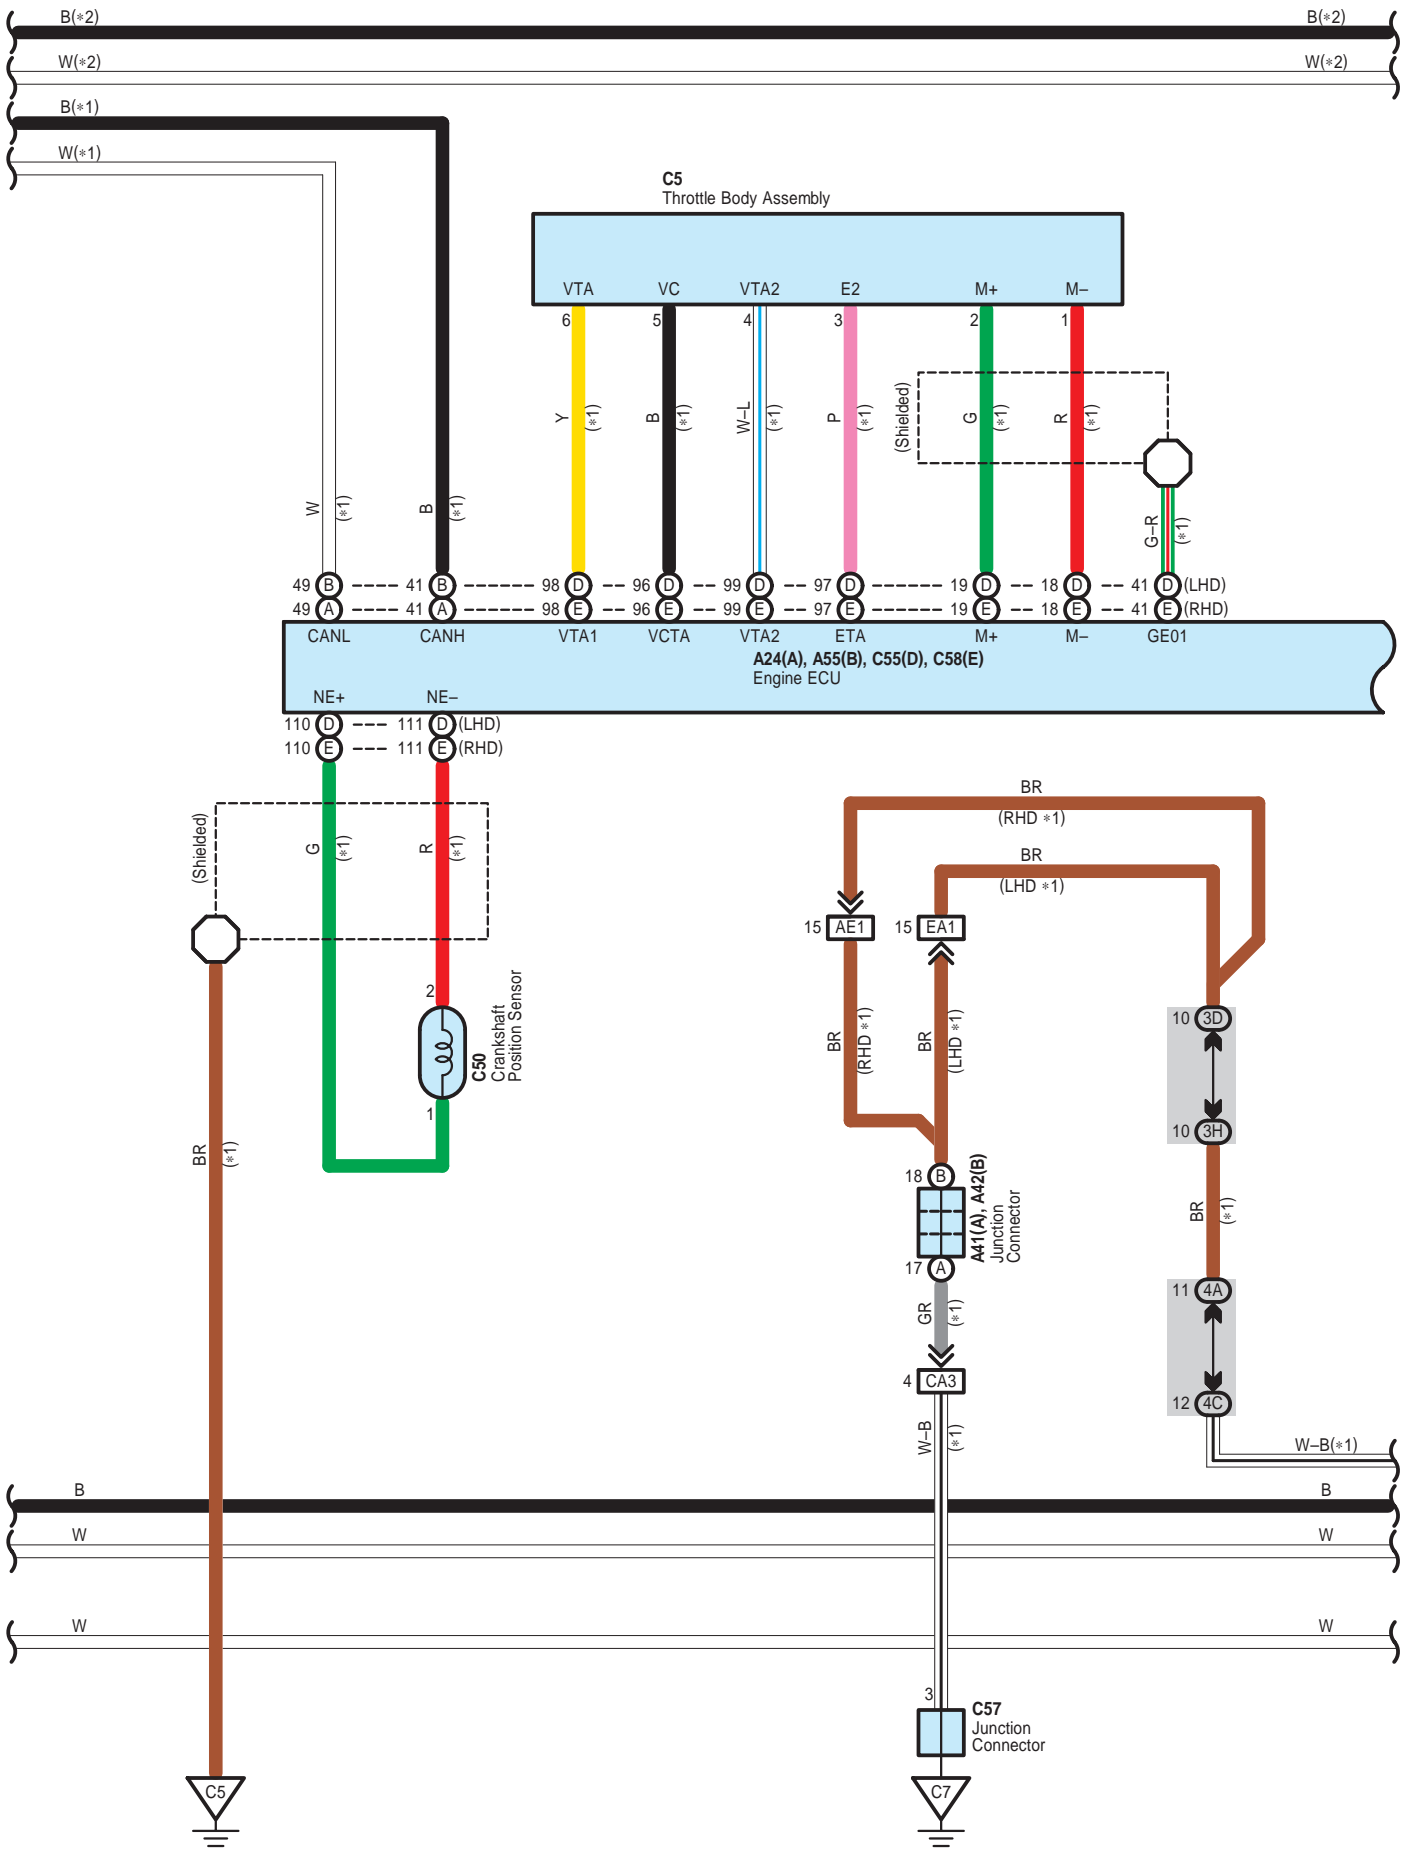 B(*2) B(*2)
W(*2) W(*2)
B(*1)
W(*1)
C5
Throttle Body Assembly
VTA VC VTA2 E2 M+ M–
6 5 4 3 2 1
(Shielded)
Y (*1) B (*1) W–L (*1) P (*1) G (*1) R (*1)
W (*1) B (*1) G–R (*1)
49 B 41 B 98 D 96 D 99 D 97 D 19 D 18 D 41 D (LHD)
49 A 41 A 98 E 96 E 99 E 97 E 19 E 18 E 41 E (RHD)
CANL CANH VTA1 VCTA VTA2 ETA M+ M– GE01
A24(A), A55(B), C55(D), C58(E)
Engine ECU
NE+ NE–
110 D 111 D (LHD)
110 E 111 E (RHD)
BR
(RHD *1)
(Shielded)
G (*1) R (*1)
BR
(LHD *1)
15 AE1 15 EA1
2
C50
Crankshaft
Position Sensor
1
BR (RHD *1) BR (LHD *1)
10 3D
10 3H
BR (*1)
18 B
A41(A), A42(B)
Junction
Connector
17 A
BR (*1)
11 4A
GR (*1)
4 CA3
12 4C
W–B (*1)
W–B(*1)
B B
W W
W W
3
C57
Junction
Connector
C5 C7